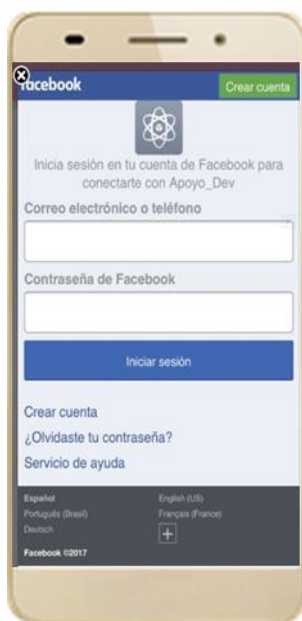 facebook
Crear cuenta
Inicia sesión en tu cuenta de Facebook para
conectarte con Apoyo_Dev
Correo electrónico o teléfono
Contraseña de Facebook
Iniciar sesión
Crear cuenta
¿Olvidaste tu contraseña?
Servicio de ayuda
Español
English (US)
Português (Brasil)
Français (France)
Deutsch
Facebook ©2017